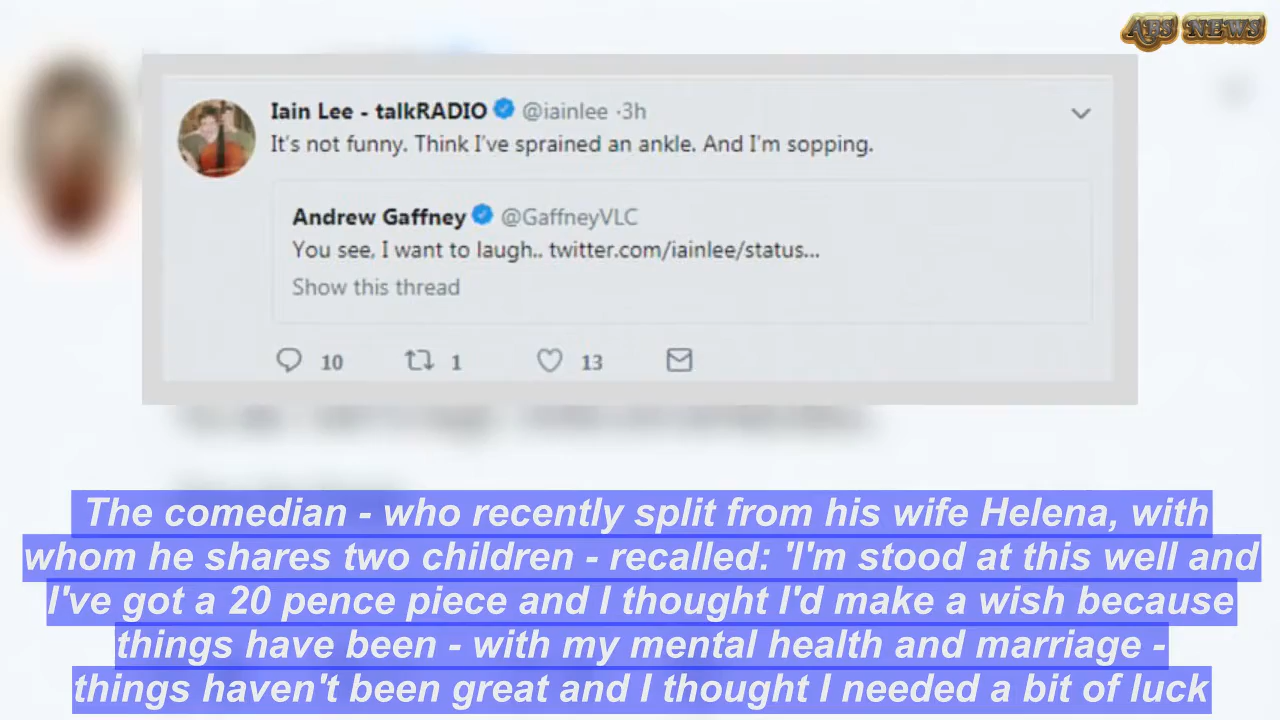 ARS NEWS
Iain Lee - talkRADIO @iainlee ·3h
It's not funny. Think I've sprained an ankle. And I'm sopping.
Andrew Gaffney @GaffneyVLC
You see, I want to laugh.. twitter.com/iainlee/status...
Show this thread
10 1 13
The comedian - who recently split from his wife Helena, with
whom he shares two children - recalled: 'I'm stood at this well and
I've got a 20 pence piece and I thought I'd make a wish because
things have been - with my mental health and marriage -
things haven't been great and I thought I needed a bit of luck